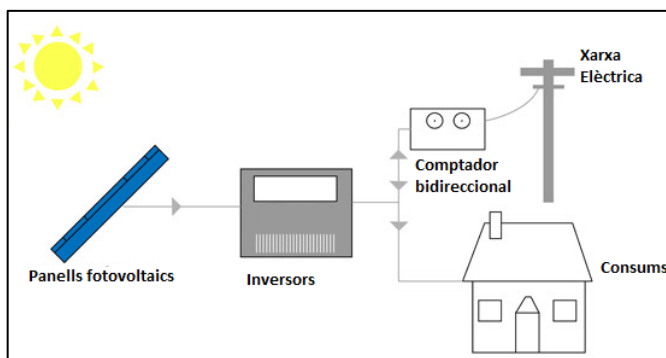 Xarxa
Elèctrica
Comptador
bidireccional
Panells fotovoltaics
Inversors
Consums